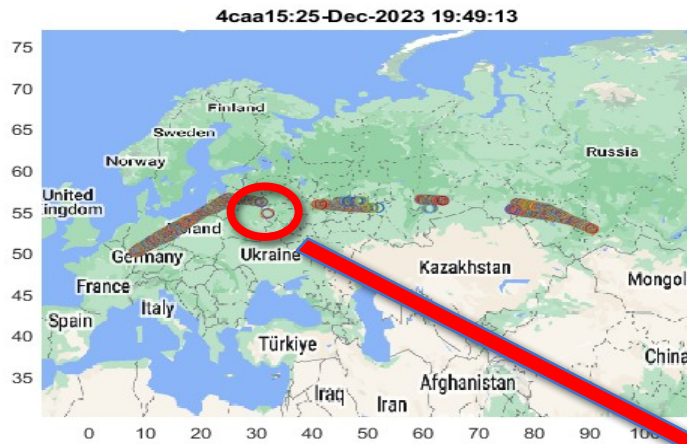 4caa15:25-Dec-2023 19:49:13
75
70
65
60
55
50
45
40
35
Finland
Sweden
Norway
Russia
United
Kingdom
land
Germany
Ukraine
Kazakhstan
Mongol
France
Italy
Spain
Türkiye
China
Iraq
Iran
Afghanistan
0 10 20 30 40 50 60 70 80 90 100